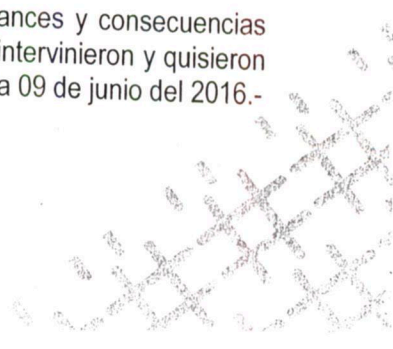 ances y consecuencias
intervinieron y quisieron
a 09 de junio del 2016.-